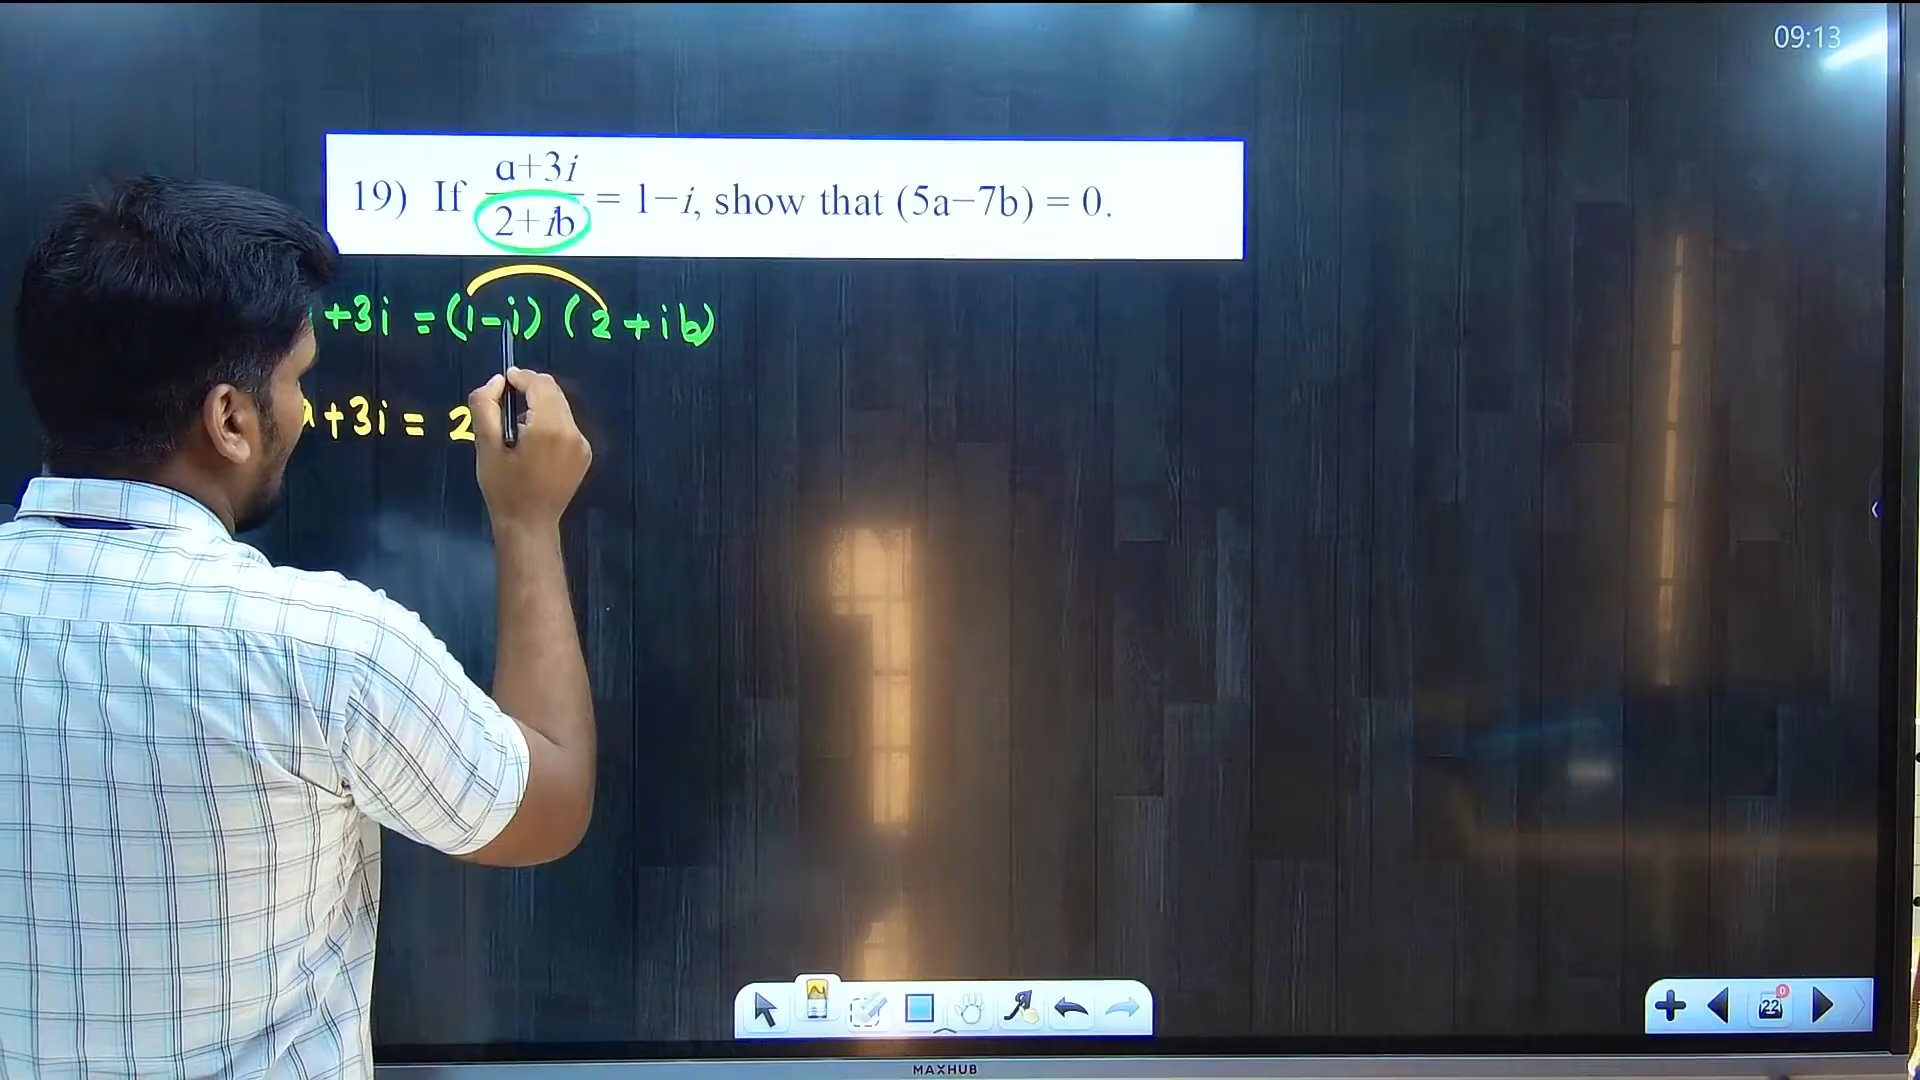 09:13
19) If a+3i/2+ib = 1−i, show that (5a−7b) = 0.
+3i = (1-i) (2+ib)
a+3i = 2
22
0
MAXHUB